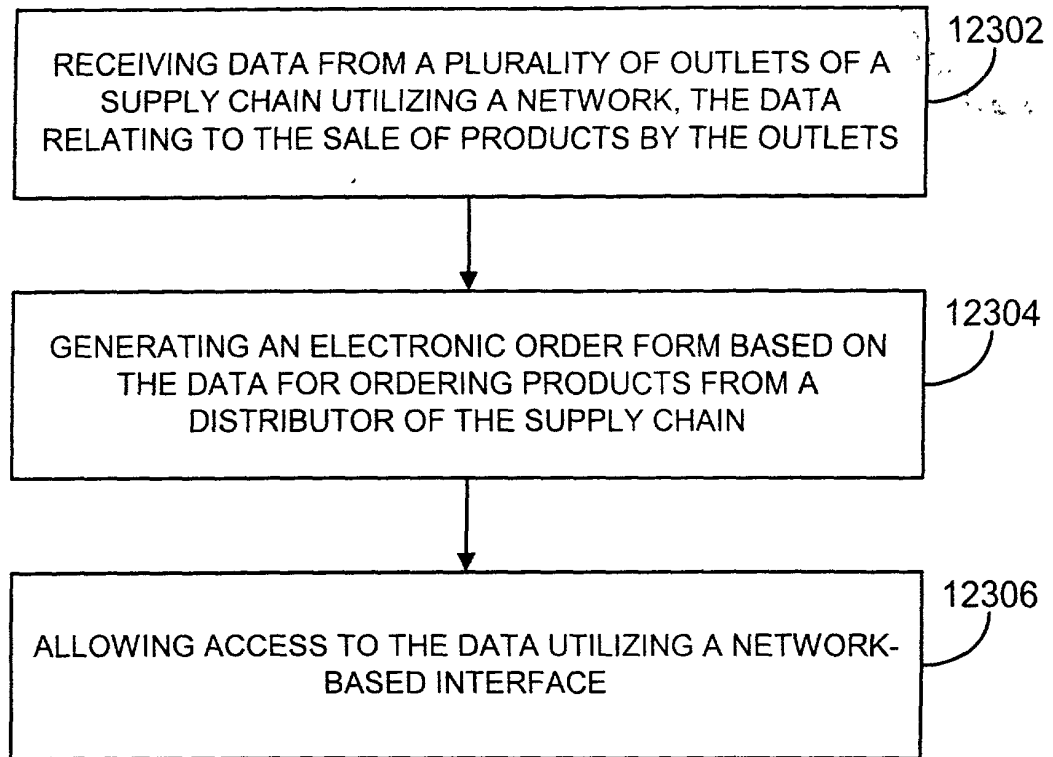 12302
RECEIVING DATA FROM A PLURALITY OF OUTLETS OF A
SUPPLY CHAIN UTILIZING A NETWORK, THE DATA
RELATING TO THE SALE OF PRODUCTS BY THE OUTLETS
12304
GENERATING AN ELECTRONIC ORDER FORM BASED ON
THE DATA FOR ORDERING PRODUCTS FROM A
DISTRIBUTOR OF THE SUPPLY CHAIN
12306
ALLOWING ACCESS TO THE DATA UTILIZING A NETWORK-
BASED INTERFACE